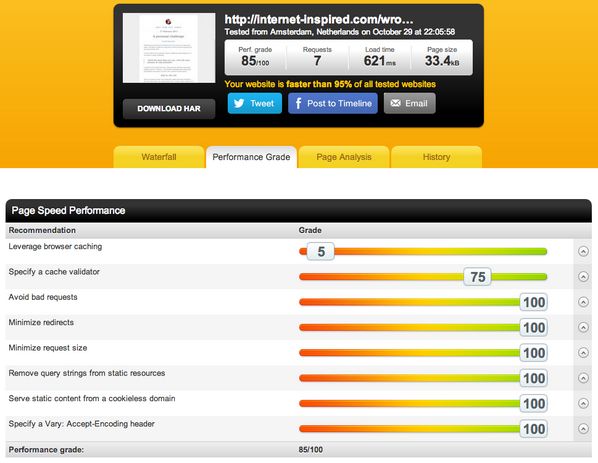 http://internet-inspired.com/wro...
Tested from Amsterdam, Netherlands on October 29 at 22:05:58
Perf. grade Requests Load time Page size
85/100 7 621ms 33.4kB
Your website is faster than 95% of all tested websites
DOWNLOAD HAR Tweet Post to Timeline Email
Waterfall Performance Grade Page Analysis History
Page Speed Performance
Recommendation Grade
Leverage browser caching 5
Specify a cache validator 75
Avoid bad requests 100
Minimize redirects 100
Minimize request size 100
Remove query strings from static resources 100
Serve static content from a cookieless domain 100
Specify a Vary: Accept-Encoding header 100
Performance grade: 85/100